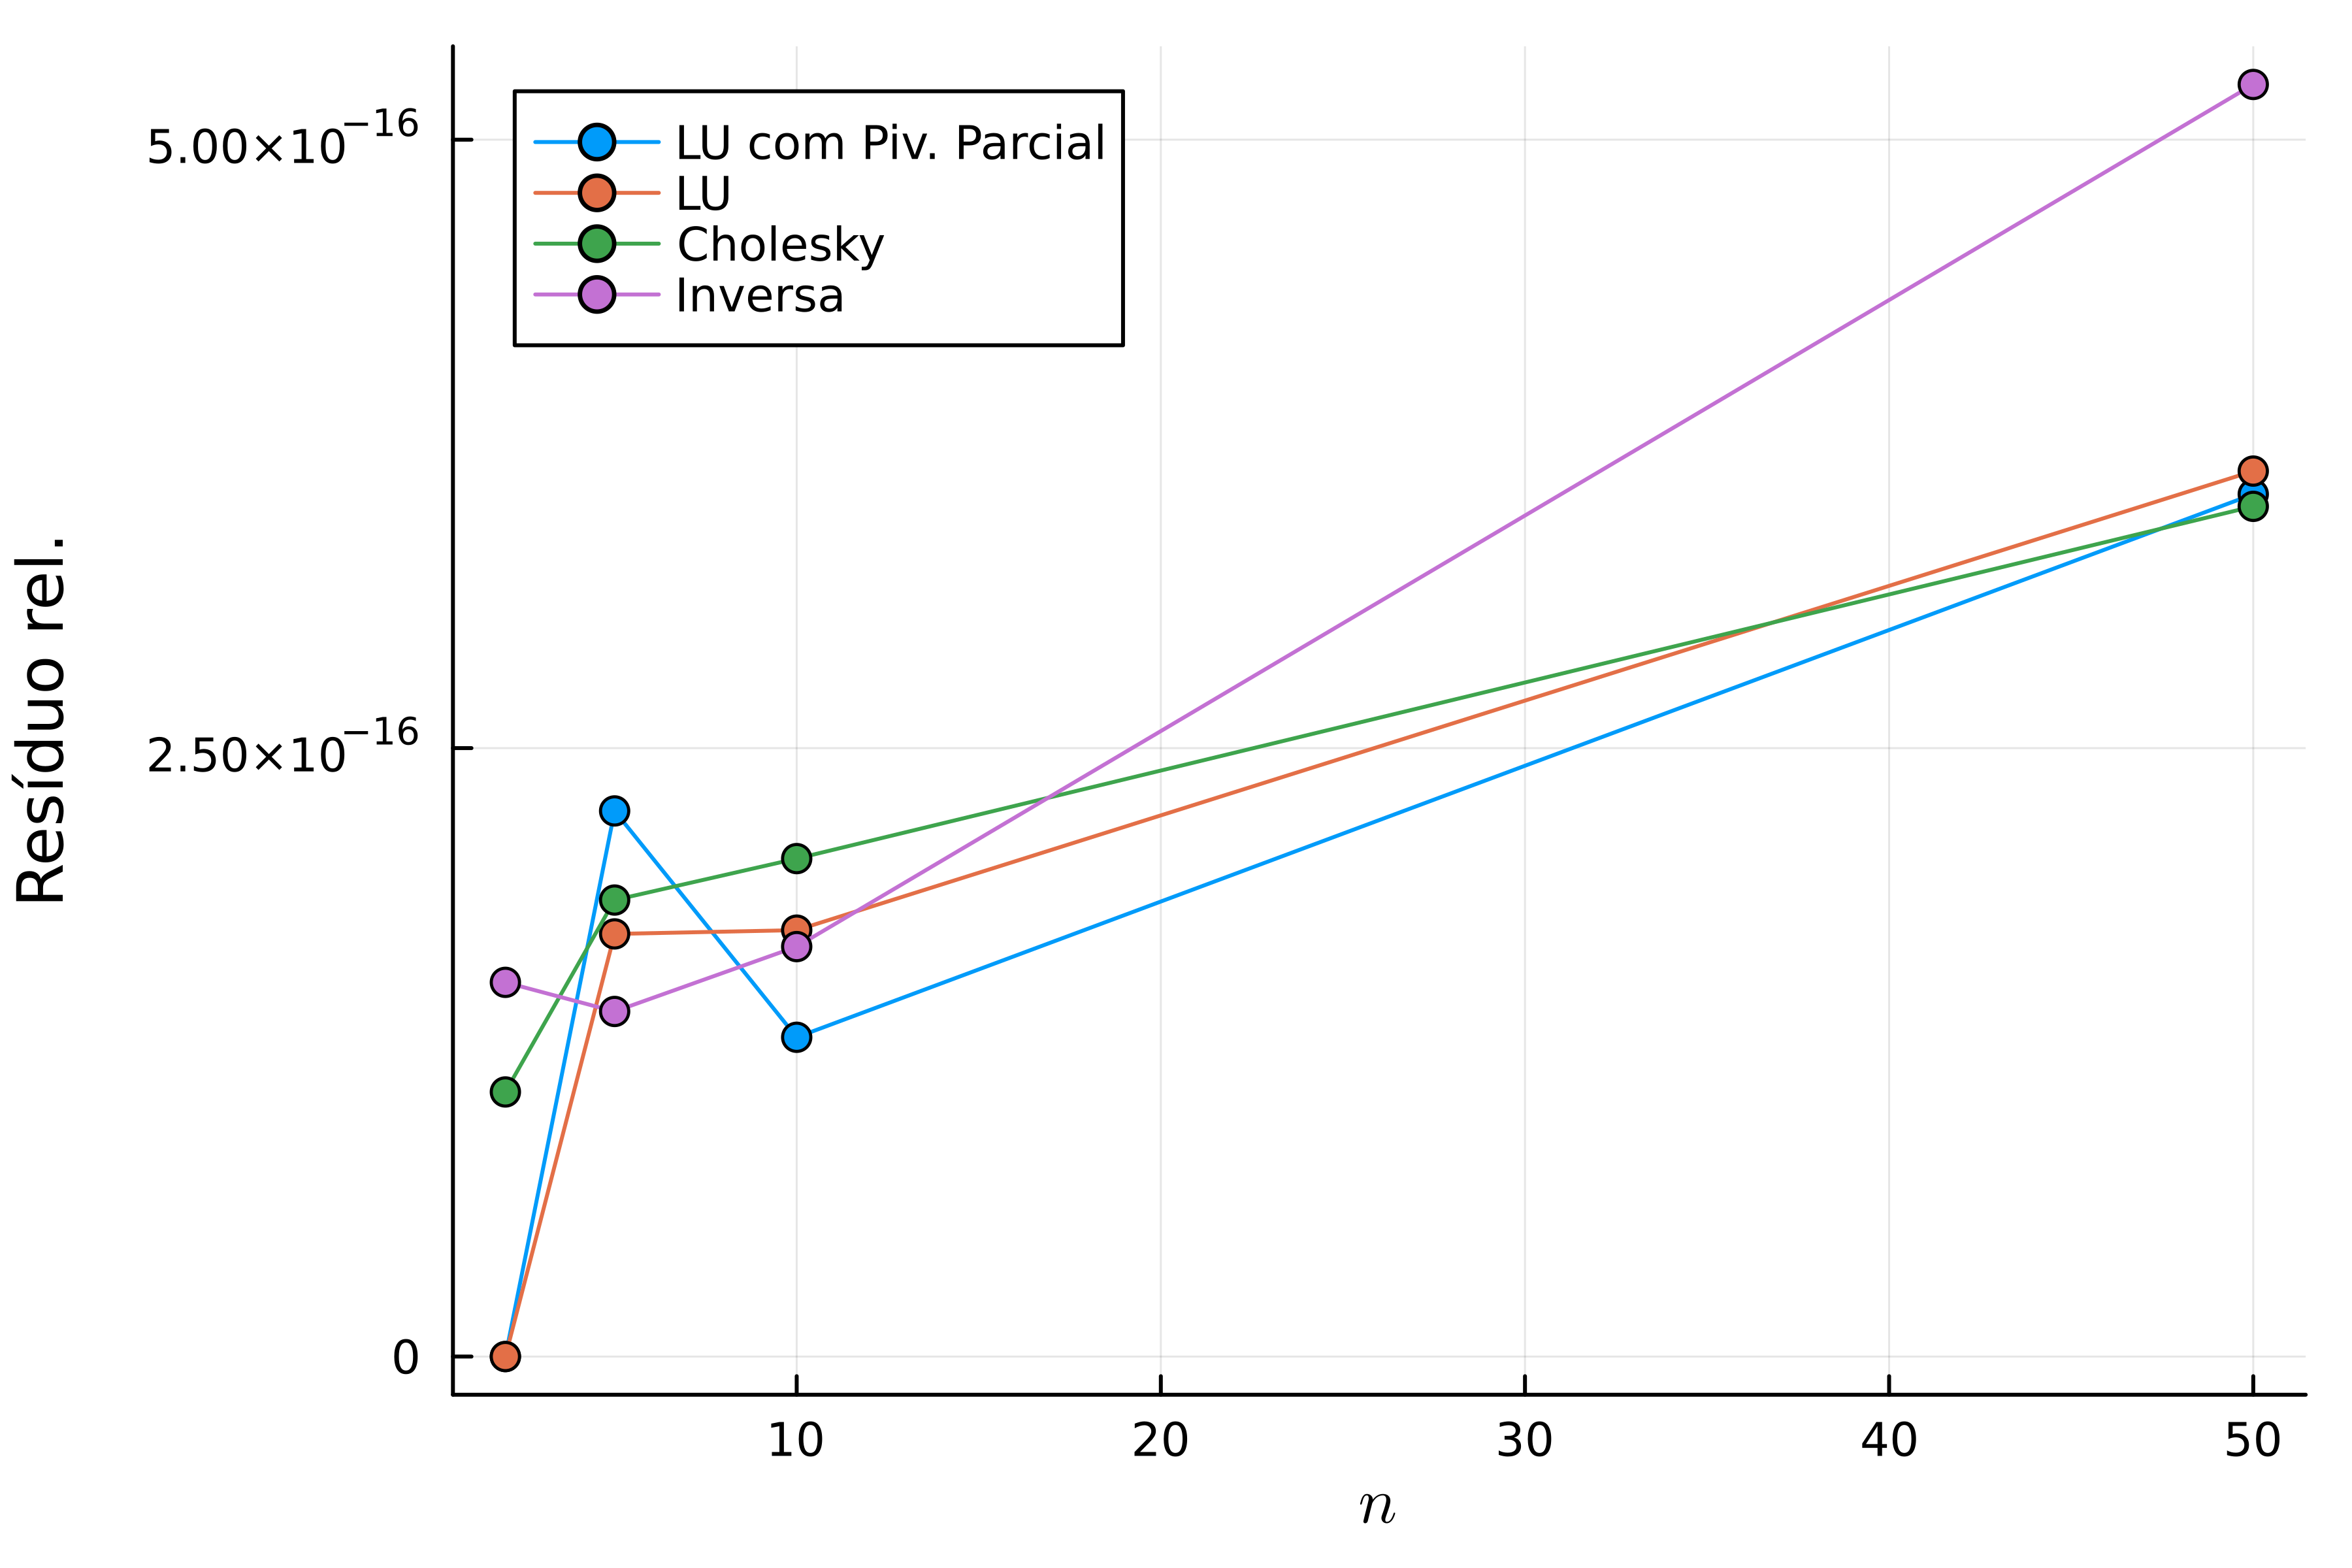 5.00×10⁻¹⁶
LU com Piv. Parcial
LU
Cholesky
Inversa
Resíduo rel.
2.50×10⁻¹⁶
0
10 20 30 40 50
n